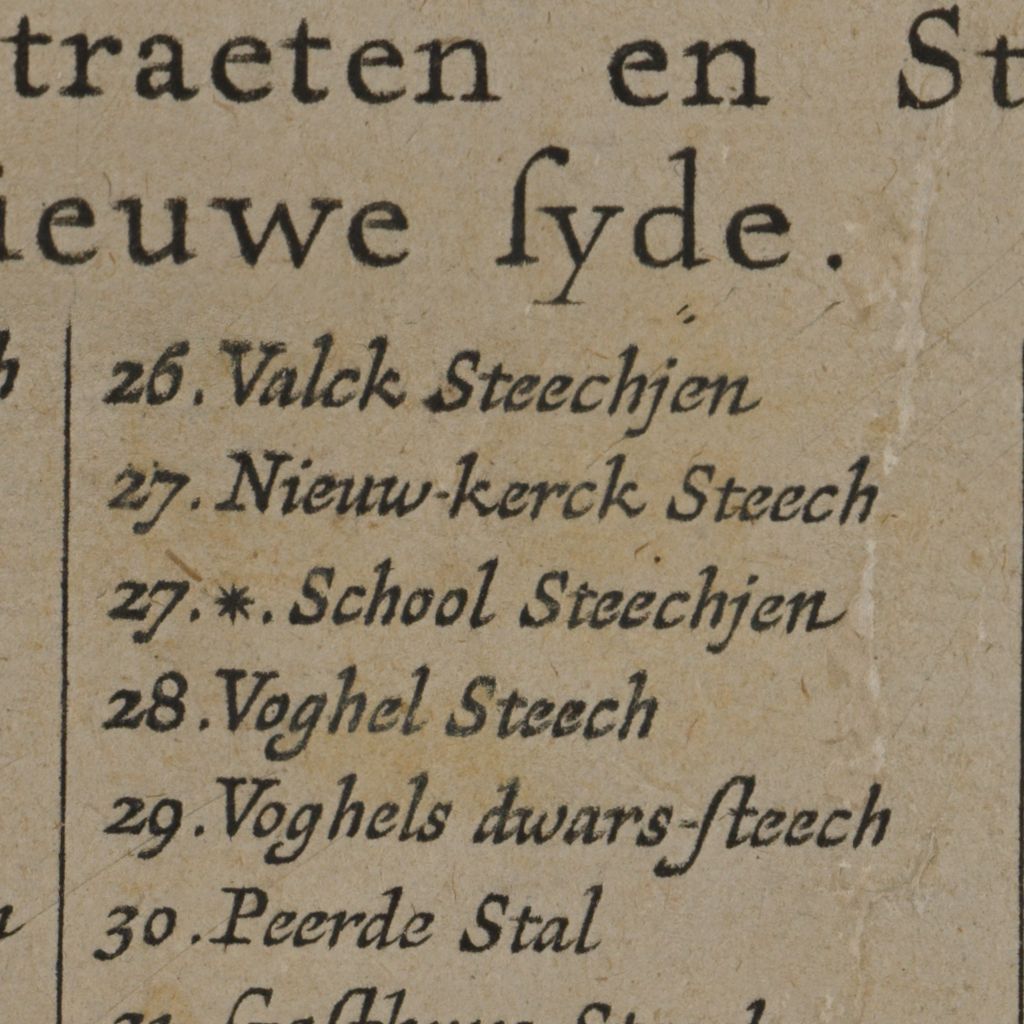 traeten en St
ieuwe ſyde.
26. Valck Steechjen
27. Nieuw-kerck Steech
27.*. School Steechjen
28. Voghel Steech
29. Voghels dwars-ſteech
30. Peerde Stal